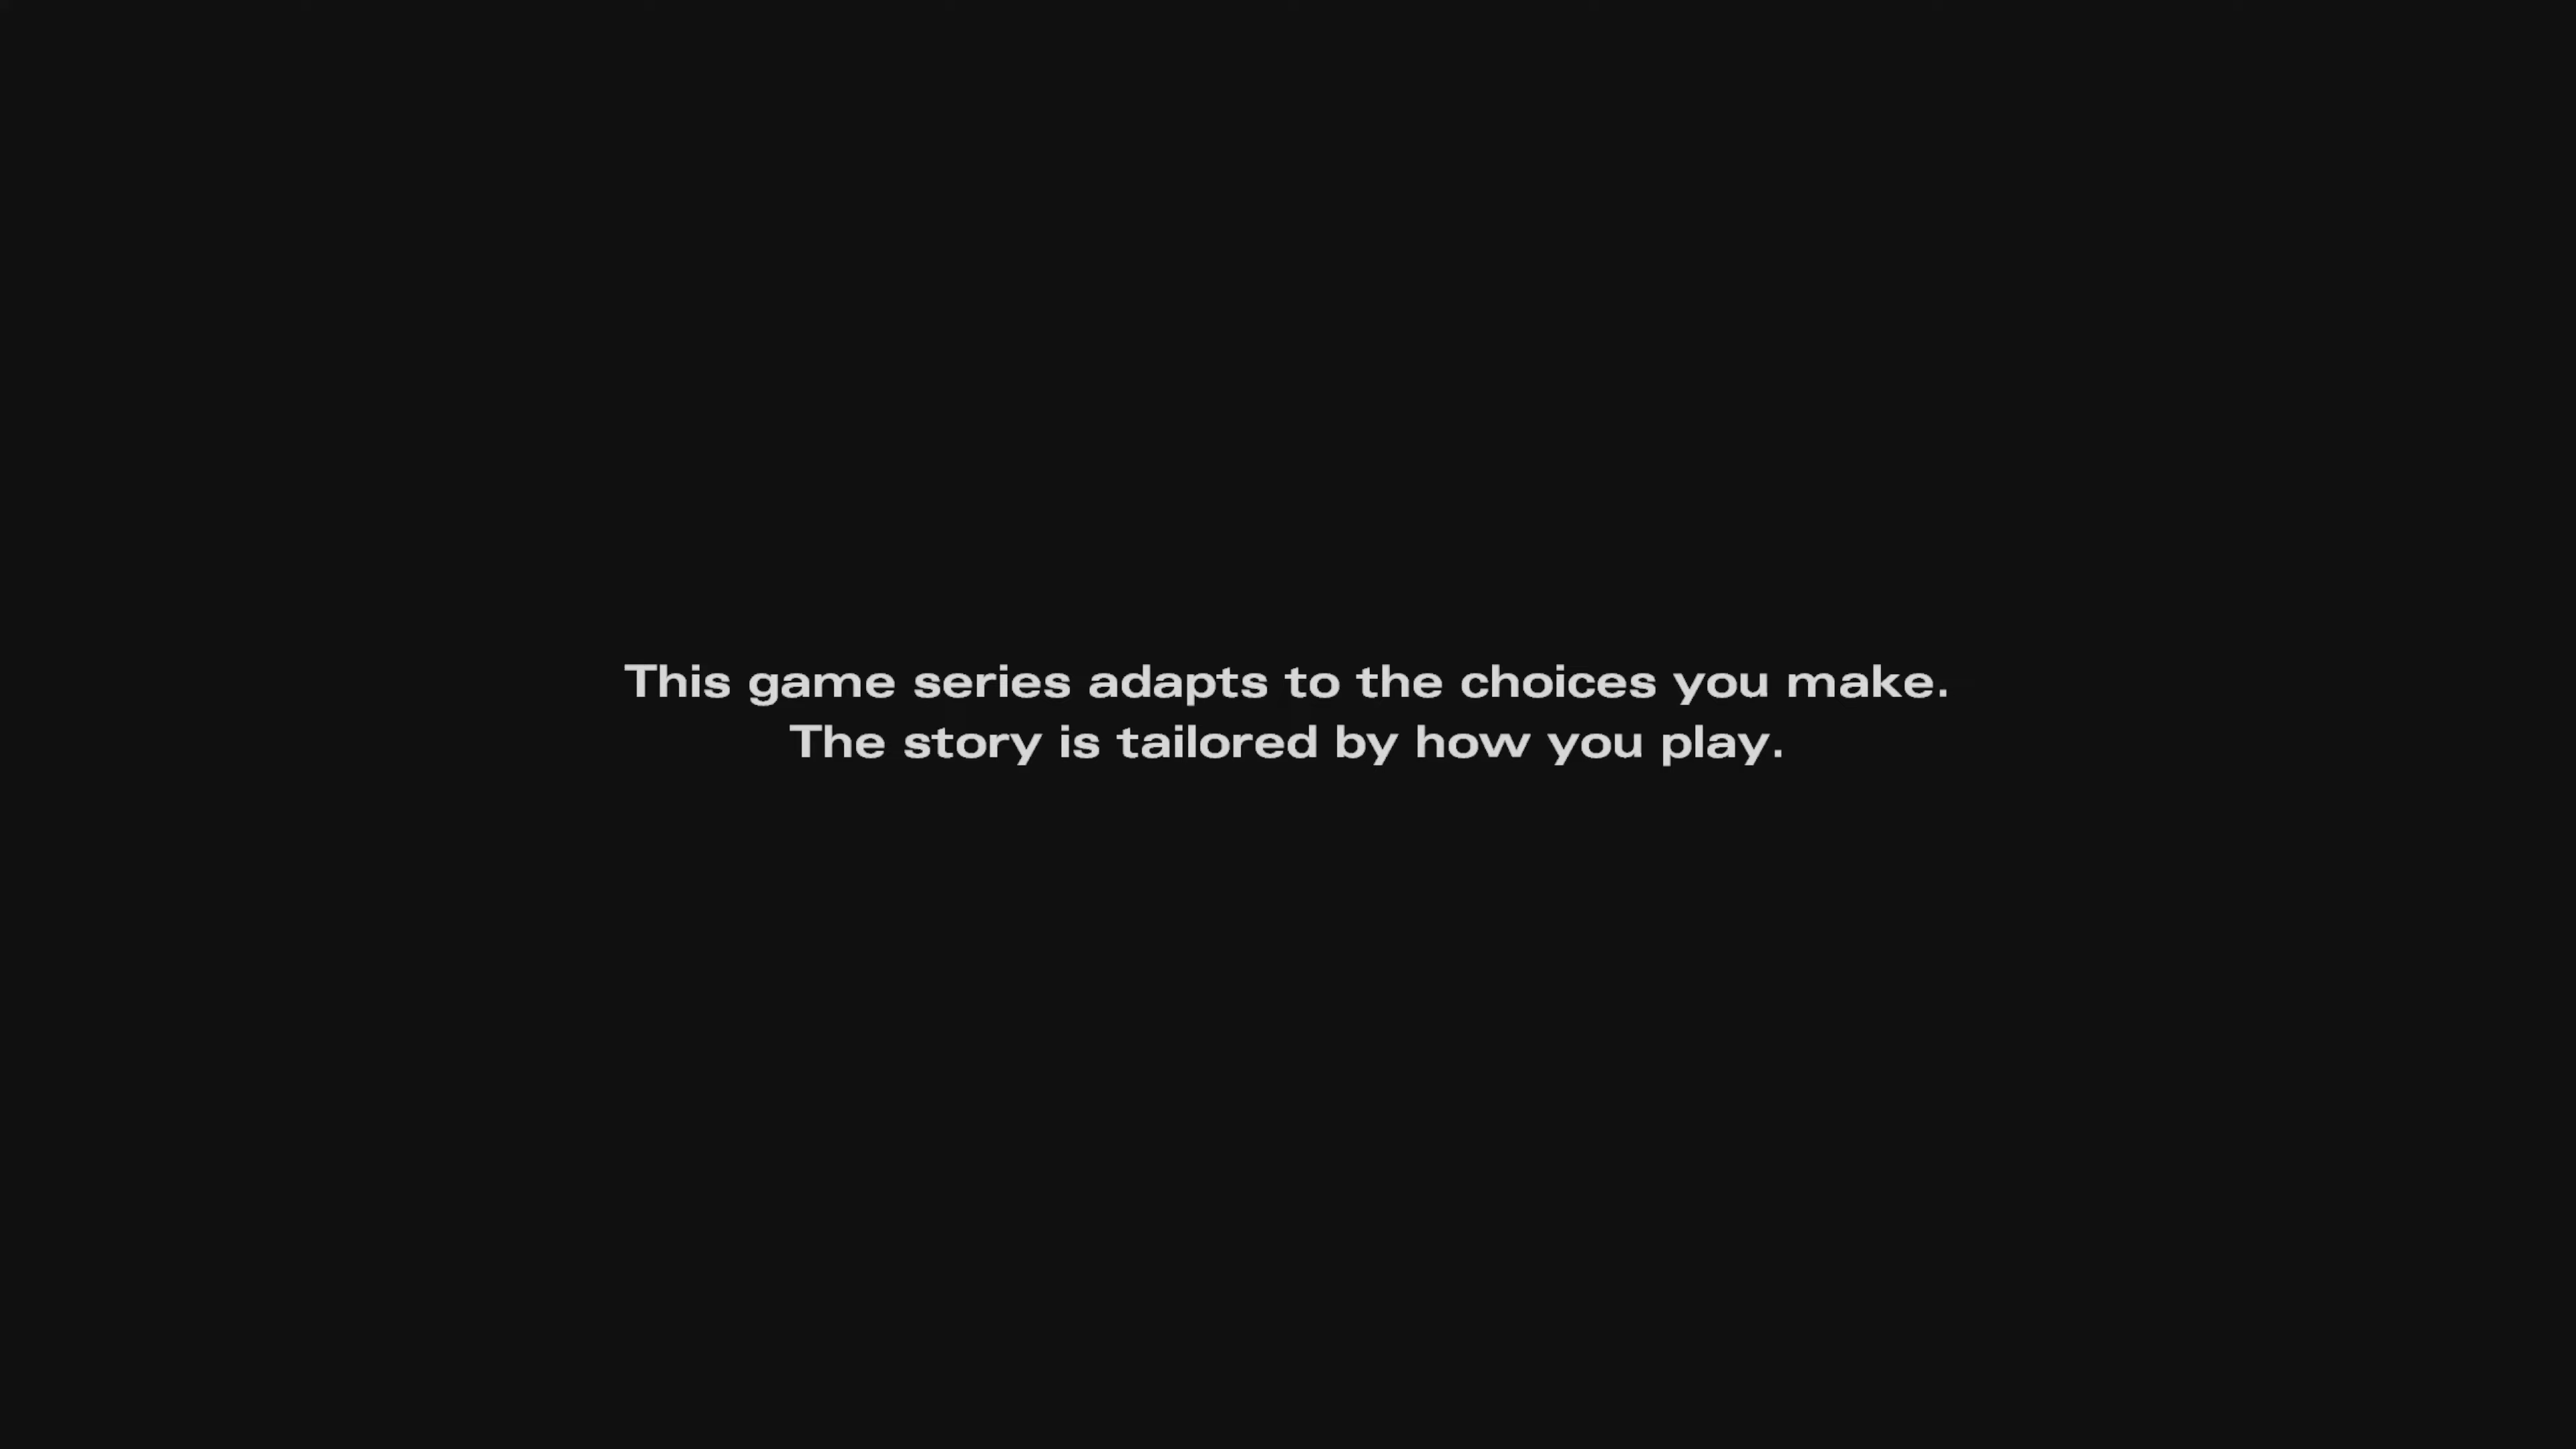 This game series adapts to the choices you make.
The story is tailored by how you play.